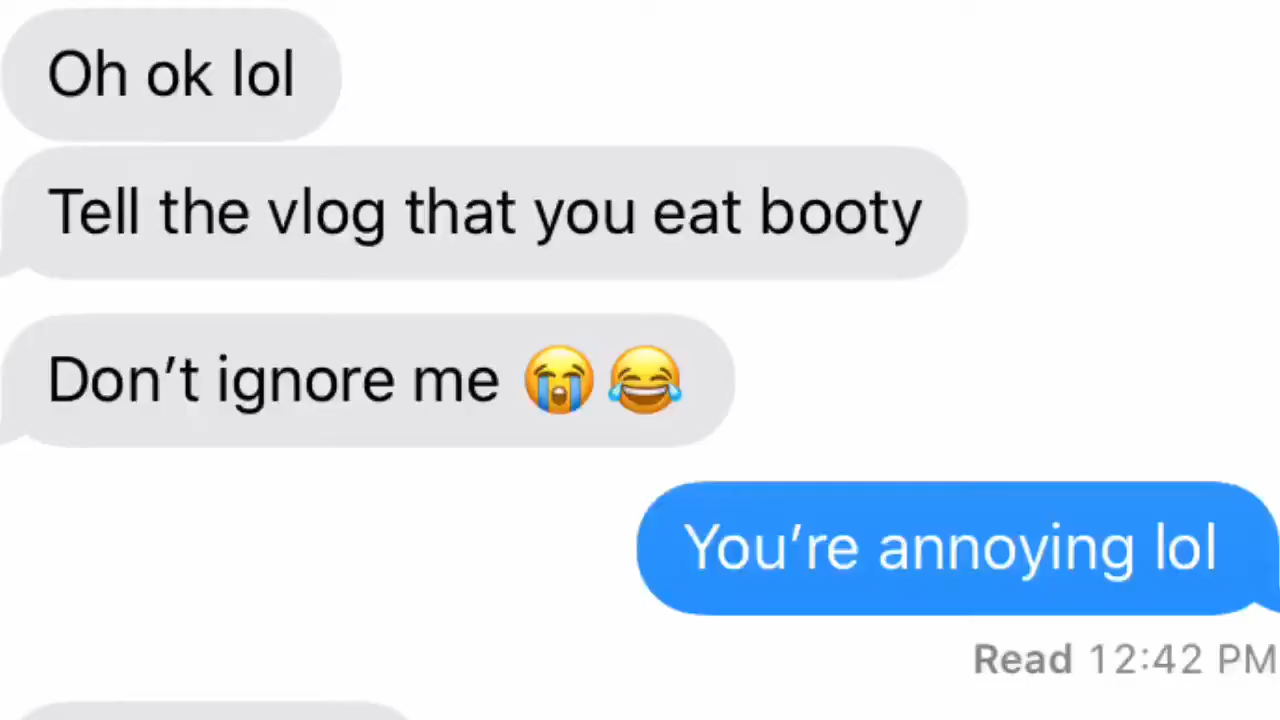 Oh ok lol
Tell the vlog that you eat booty
Don’t ignore me 😭😂
You’re annoying lol
Read 12:42 PM